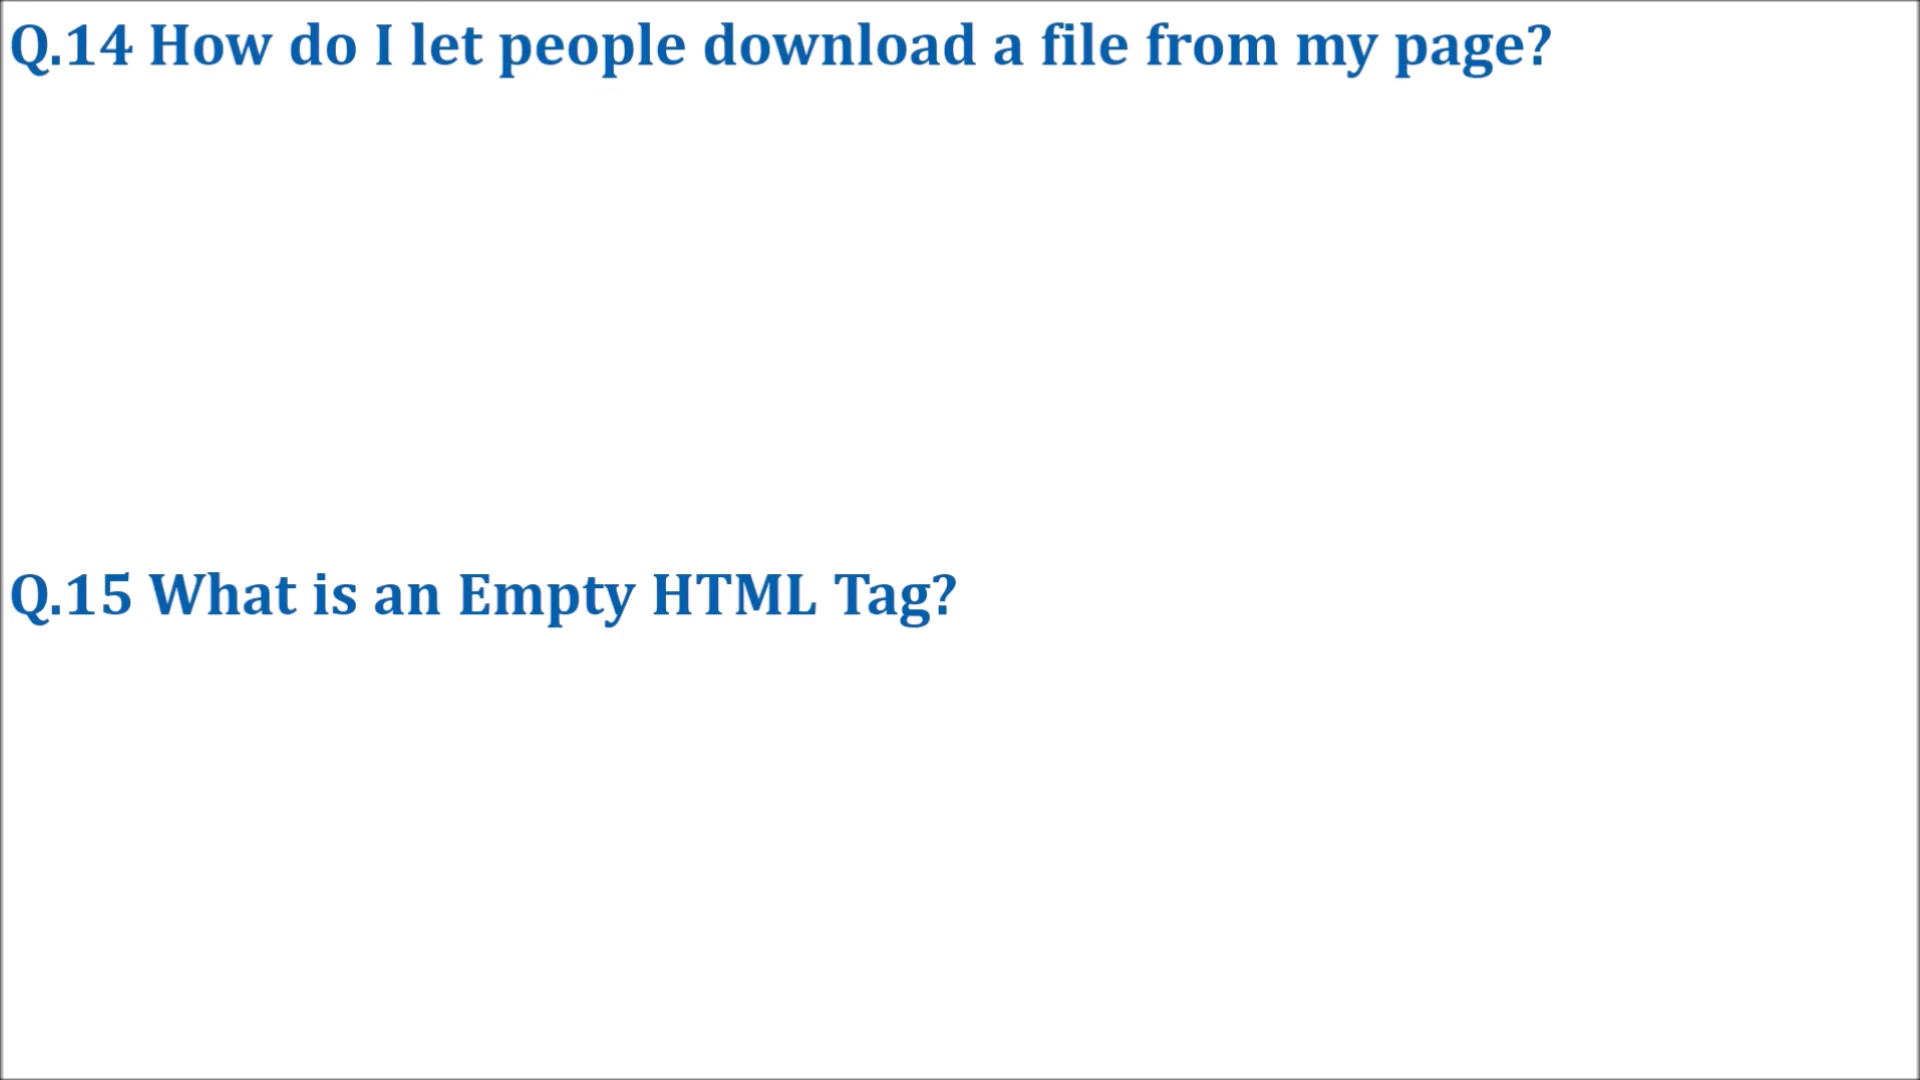 Q.14 How do I let people download a file from my page?
Q.15 What is an Empty HTML Tag?